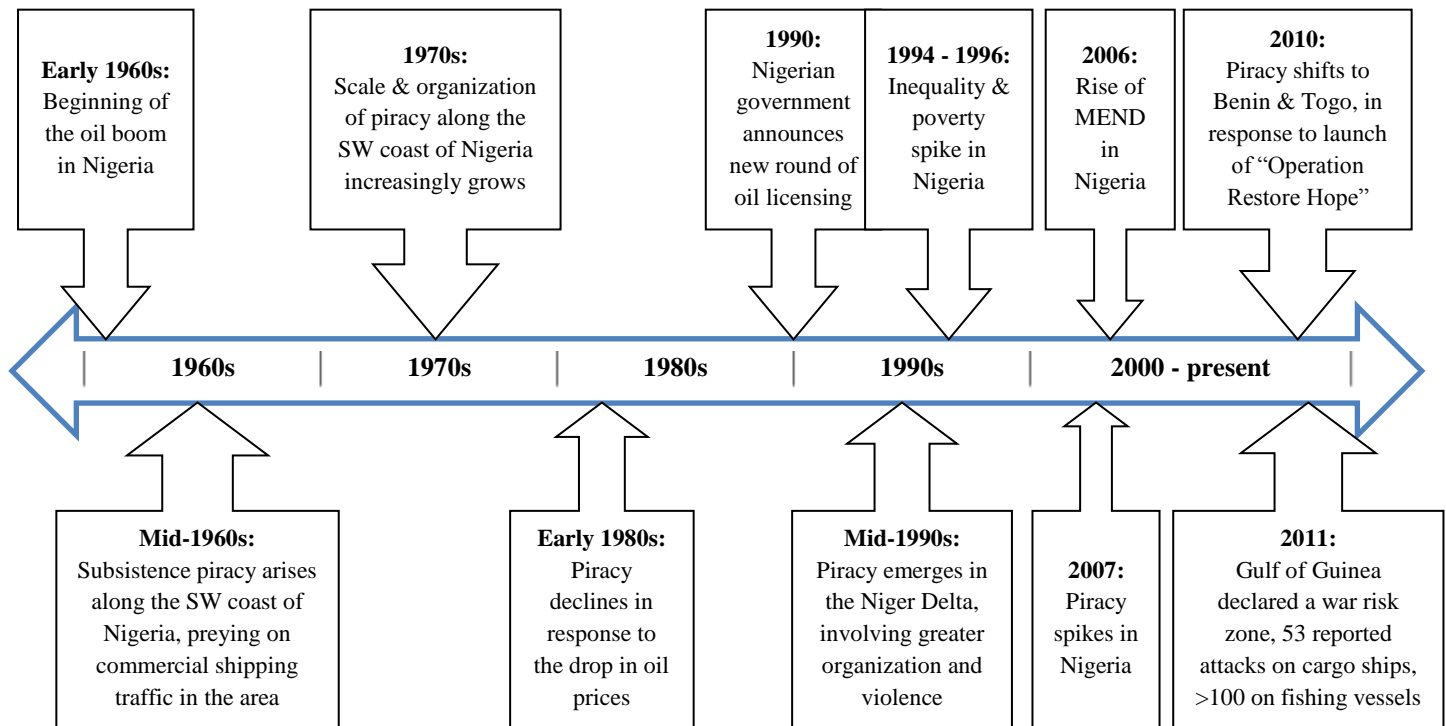 Early 1960s:
Beginning of
the oil boom
in Nigeria
1970s:
Scale & organization
of piracy along the
SW coast of Nigeria
increasingly grows
1990:
Nigerian
government
announces
new round of
oil licensing
1994 - 1996:
Inequality &
poverty
spike in
Nigeria
2006:
Rise of
MEND
in
Nigeria
2010:
Piracy shifts to
Benin & Togo, in
response to launch
of “Operation
Restore Hope”
1960s
1970s
1980s
1990s
2000 - present
Mid-1960s:
Subsistence piracy arises
along the SW coast of
Nigeria, preying on
commercial shipping
traffic in the area
Early 1980s:
Piracy
declines in
response to
the drop in oil
prices
Mid-1990s:
Piracy emerges in
the Niger Delta,
involving greater
organization and
violence
2007:
Piracy
spikes in
Nigeria
2011:
Gulf of Guinea
declared a war risk
zone, 53 reported
attacks on cargo ships,
>100 on fishing vessels